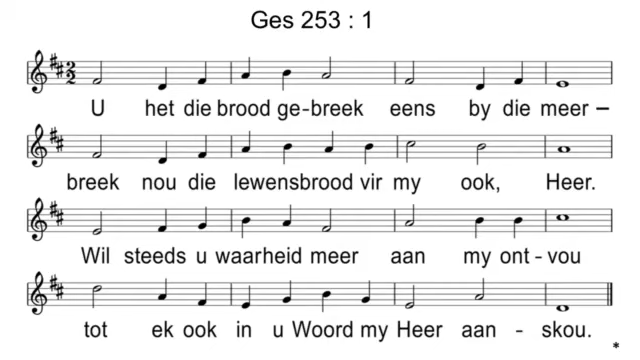 Ges 253 : 1
U het die brood ge-breek eens by die meer –
breek nou die lewensbrood vir my ook, Heer.
Wil steeds u waarheid meer aan my ont - vou
tot ek ook in u Woord my Heer aan - skou.
*